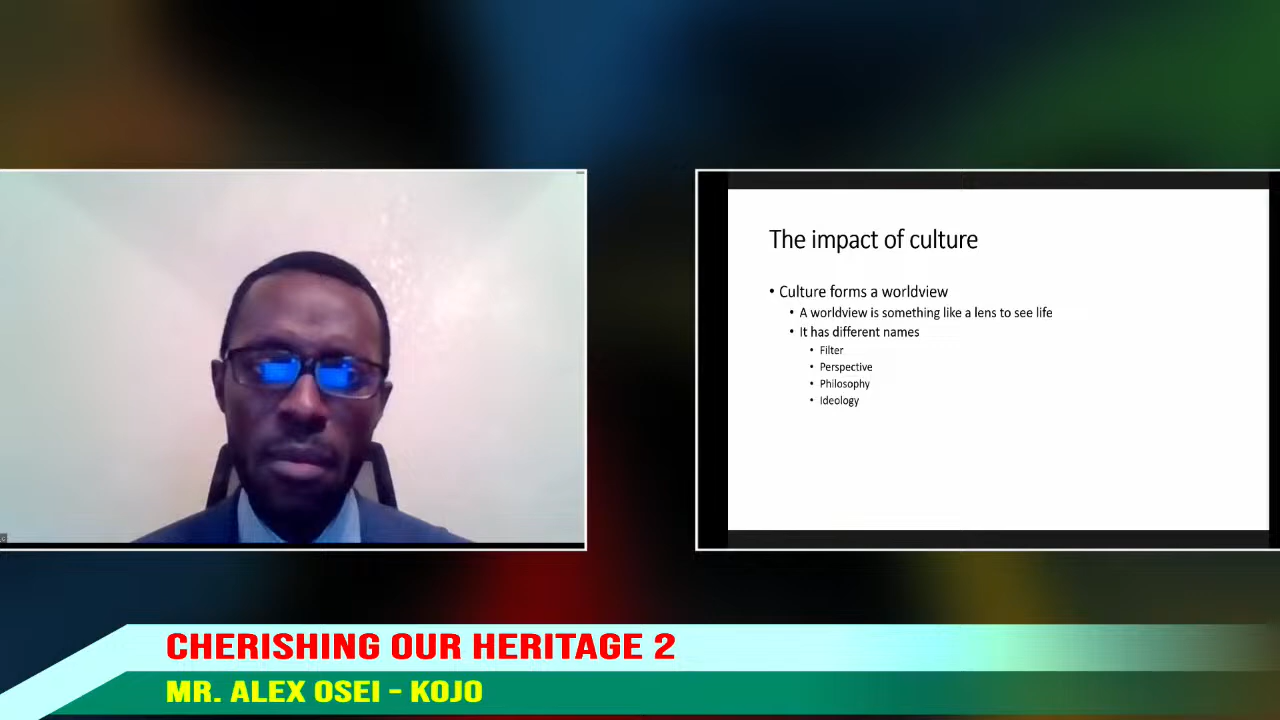 The impact of culture
• Culture forms a worldview
• A worldview is something like a lens to see life
• It has different names
• Filter
• Perspective
• Philosophy
• Ideology
CHERISHING OUR HERITAGE 2
MR. ALEX OSEI - KOJO